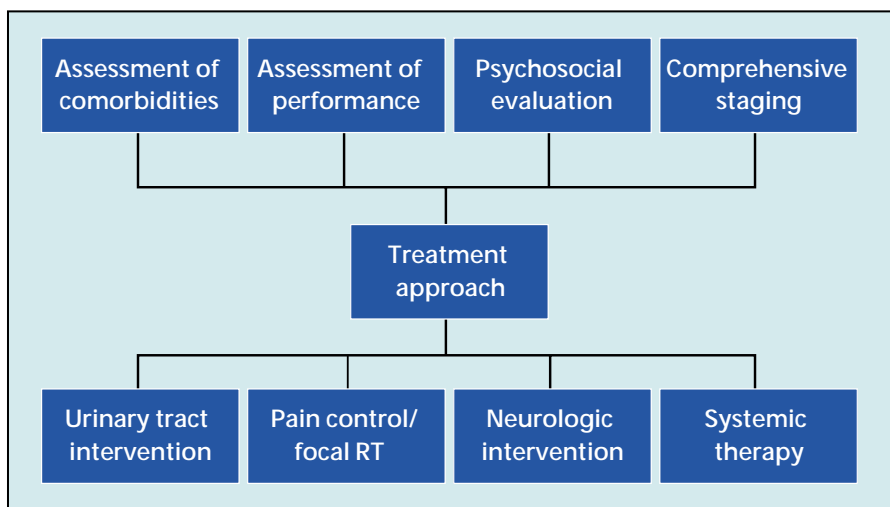 Assessment of
comorbidities
Assessment of
performance
Psychosocial
evaluation
Comprehensive
staging
Treatment
approach
Urinary tract
intervention
Pain control/
focal RT
Neurologic
intervention
Systemic
therapy